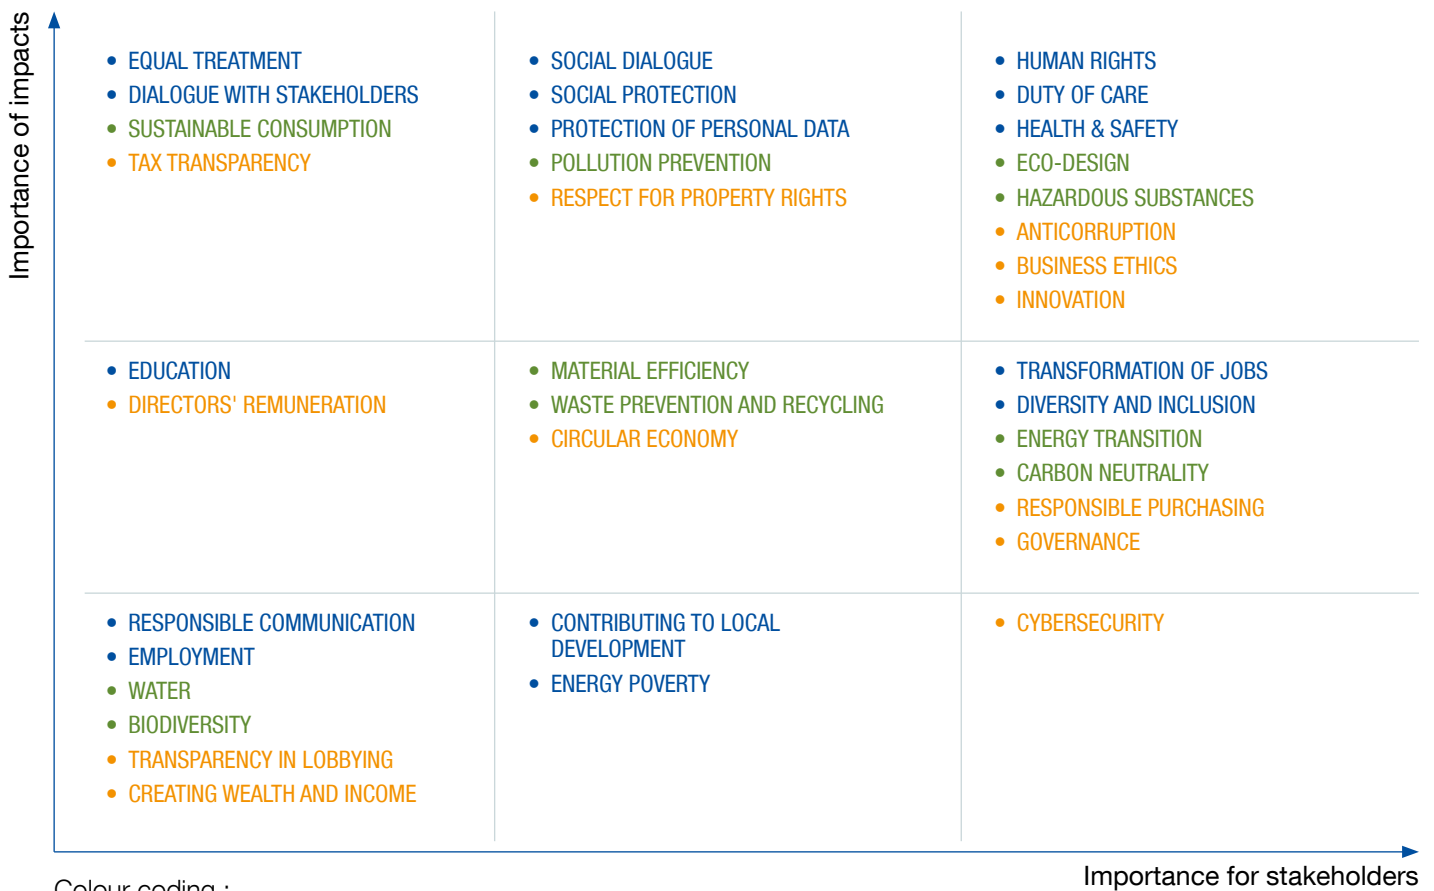 Importance of impacts
• EQUAL TREATMENT
• DIALOGUE WITH STAKEHOLDERS
• SUSTAINABLE CONSUMPTION
• TAX TRANSPARENCY
• SOCIAL DIALOGUE
• SOCIAL PROTECTION
• PROTECTION OF PERSONAL DATA
• POLLUTION PREVENTION
• RESPECT FOR PROPERTY RIGHTS
• HUMAN RIGHTS
• DUTY OF CARE
• HEALTH & SAFETY
• ECO-DESIGN
• HAZARDOUS SUBSTANCES
• ANTICORRUPTION
• BUSINESS ETHICS
• INNOVATION
• EDUCATION
• DIRECTORS' REMUNERATION
• MATERIAL EFFICIENCY
• WASTE PREVENTION AND RECYCLING
• CIRCULAR ECONOMY
• TRANSFORMATION OF JOBS
• DIVERSITY AND INCLUSION
• ENERGY TRANSITION
• CARBON NEUTRALITY
• RESPONSIBLE PURCHASING
• GOVERNANCE
• RESPONSIBLE COMMUNICATION
• EMPLOYMENT
• WATER
• BIODIVERSITY
• TRANSPARENCY IN LOBBYING
• CREATING WEALTH AND INCOME
• CONTRIBUTING TO LOCAL
DEVELOPMENT
• ENERGY POVERTY
• CYBERSECURITY
Importance for stakeholders
Colour coding :